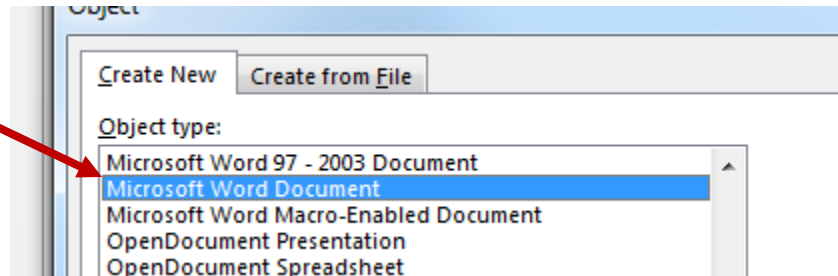 Object
Create New Create from File
Object type:
Microsoft Word 97 - 2003 Document
Microsoft Word Document
Microsoft Word Macro-Enabled Document
OpenDocument Presentation
OpenDocument Spreadsheet